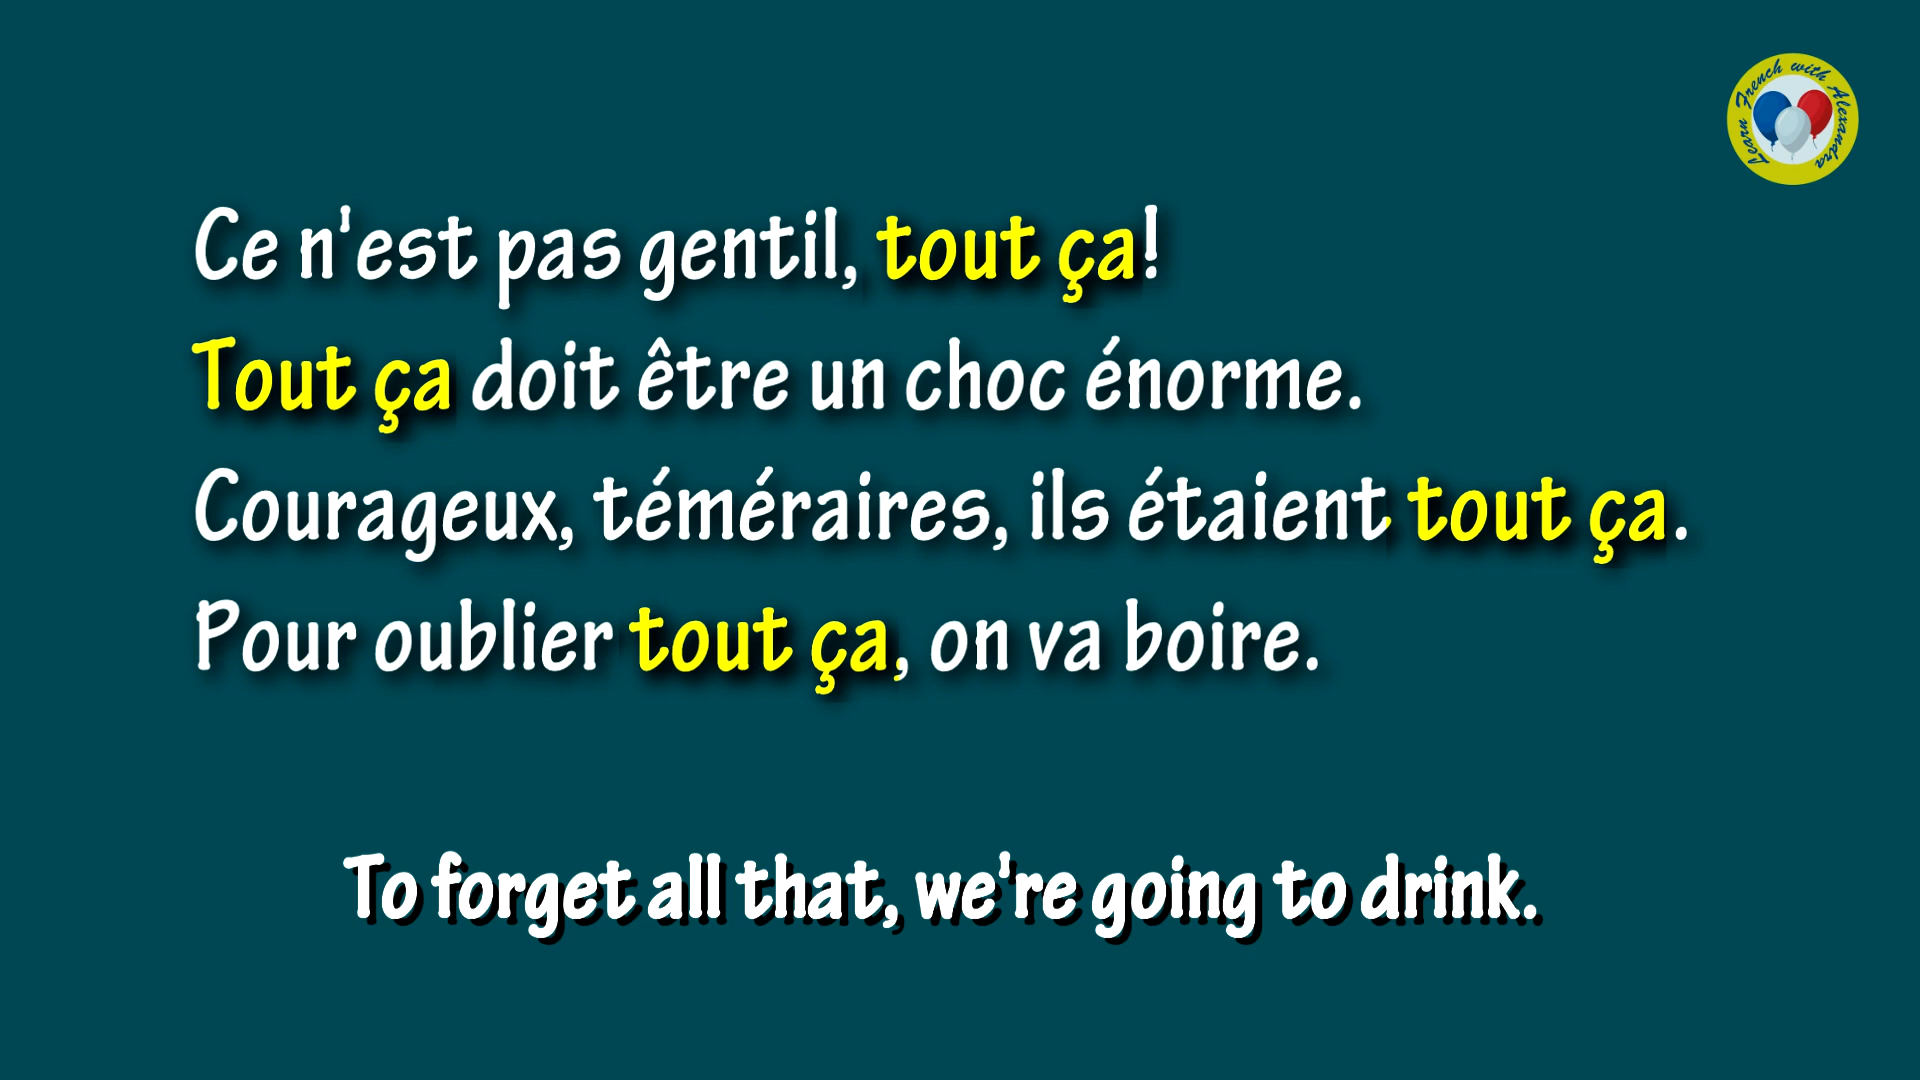 Learn French with Alexandra
Ce n'est pas gentil, tout ça!
Tout ça doit être un choc énorme.
Courageux, téméraires, ils étaient tout ça.
Pour oublier tout ça, on va boire.
To forget all that, we're going to drink.